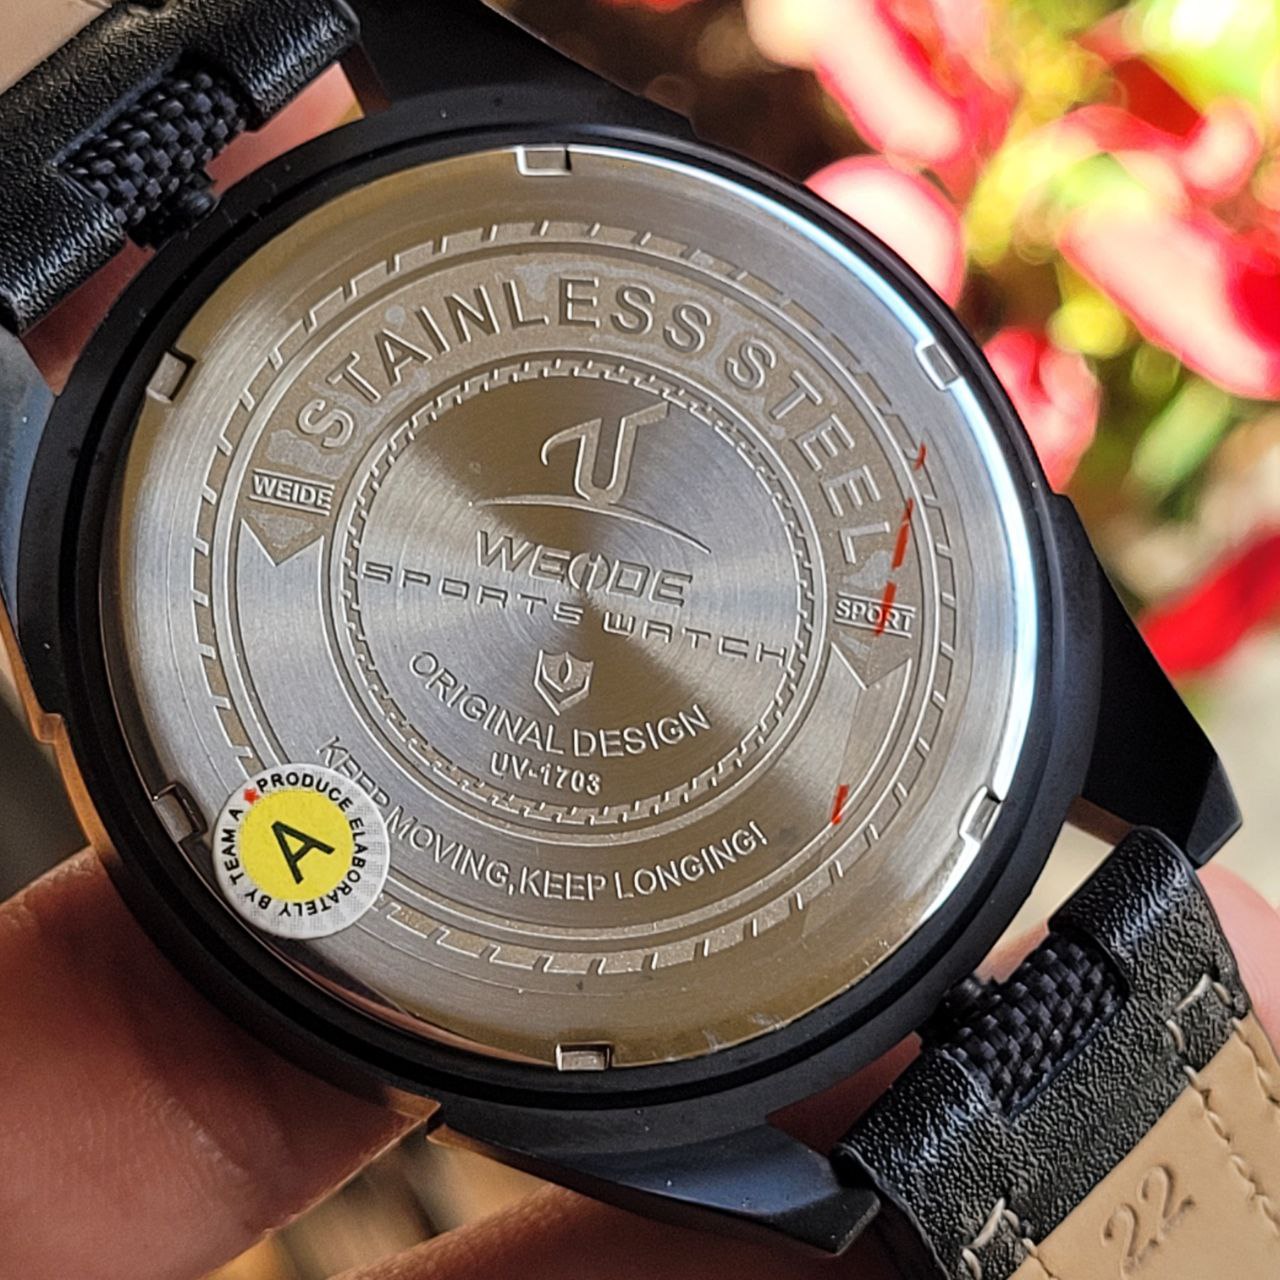 STAINLESS STEEL
WEIDE
WEIDE
SPORTS WATCH
SPORT
ORIGINAL DESIGN
UV-1703
KEEP MOVING, KEEP LONGING!
PRODUCE ELABORATELY BY TEAM A
A
22